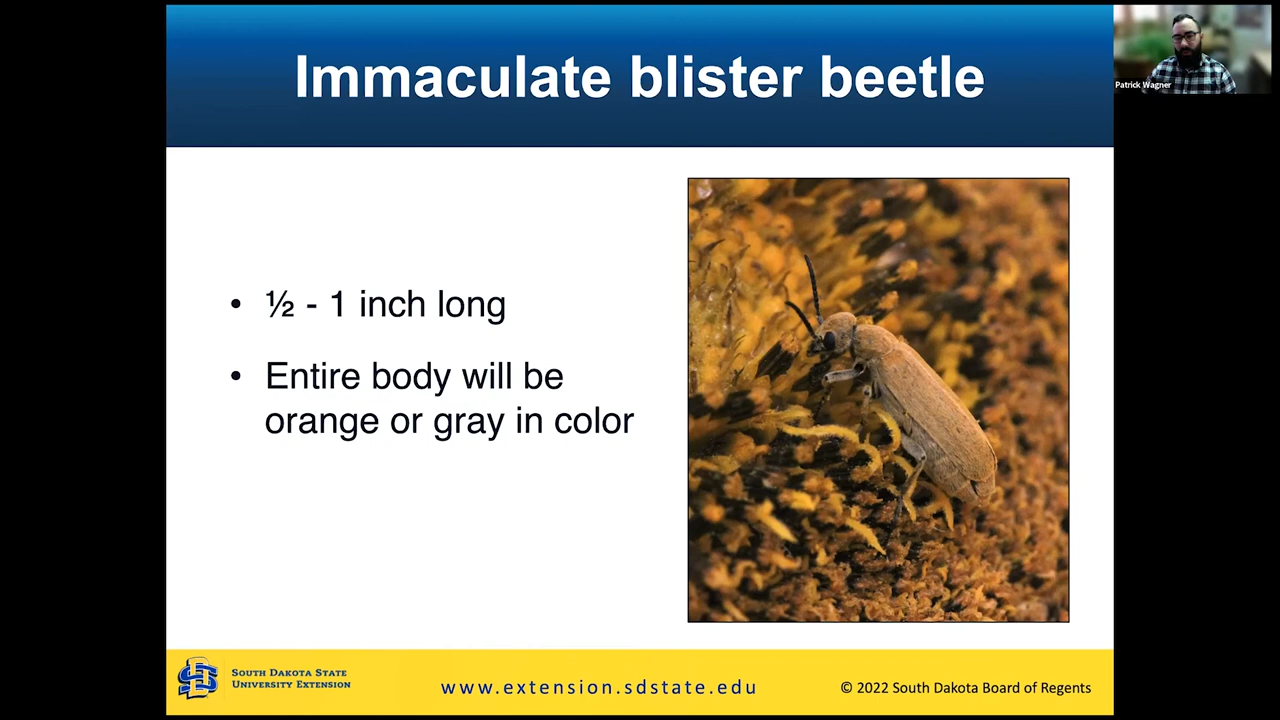 Immaculate blister beetle
Patrick Wagner
• ½ - 1 inch long
• Entire body will be
orange or gray in color
SOUTH DAKOTA STATE
UNIVERSITY EXTENSION
www.extension.sdstate.edu
© 2022 South Dakota Board of Regents